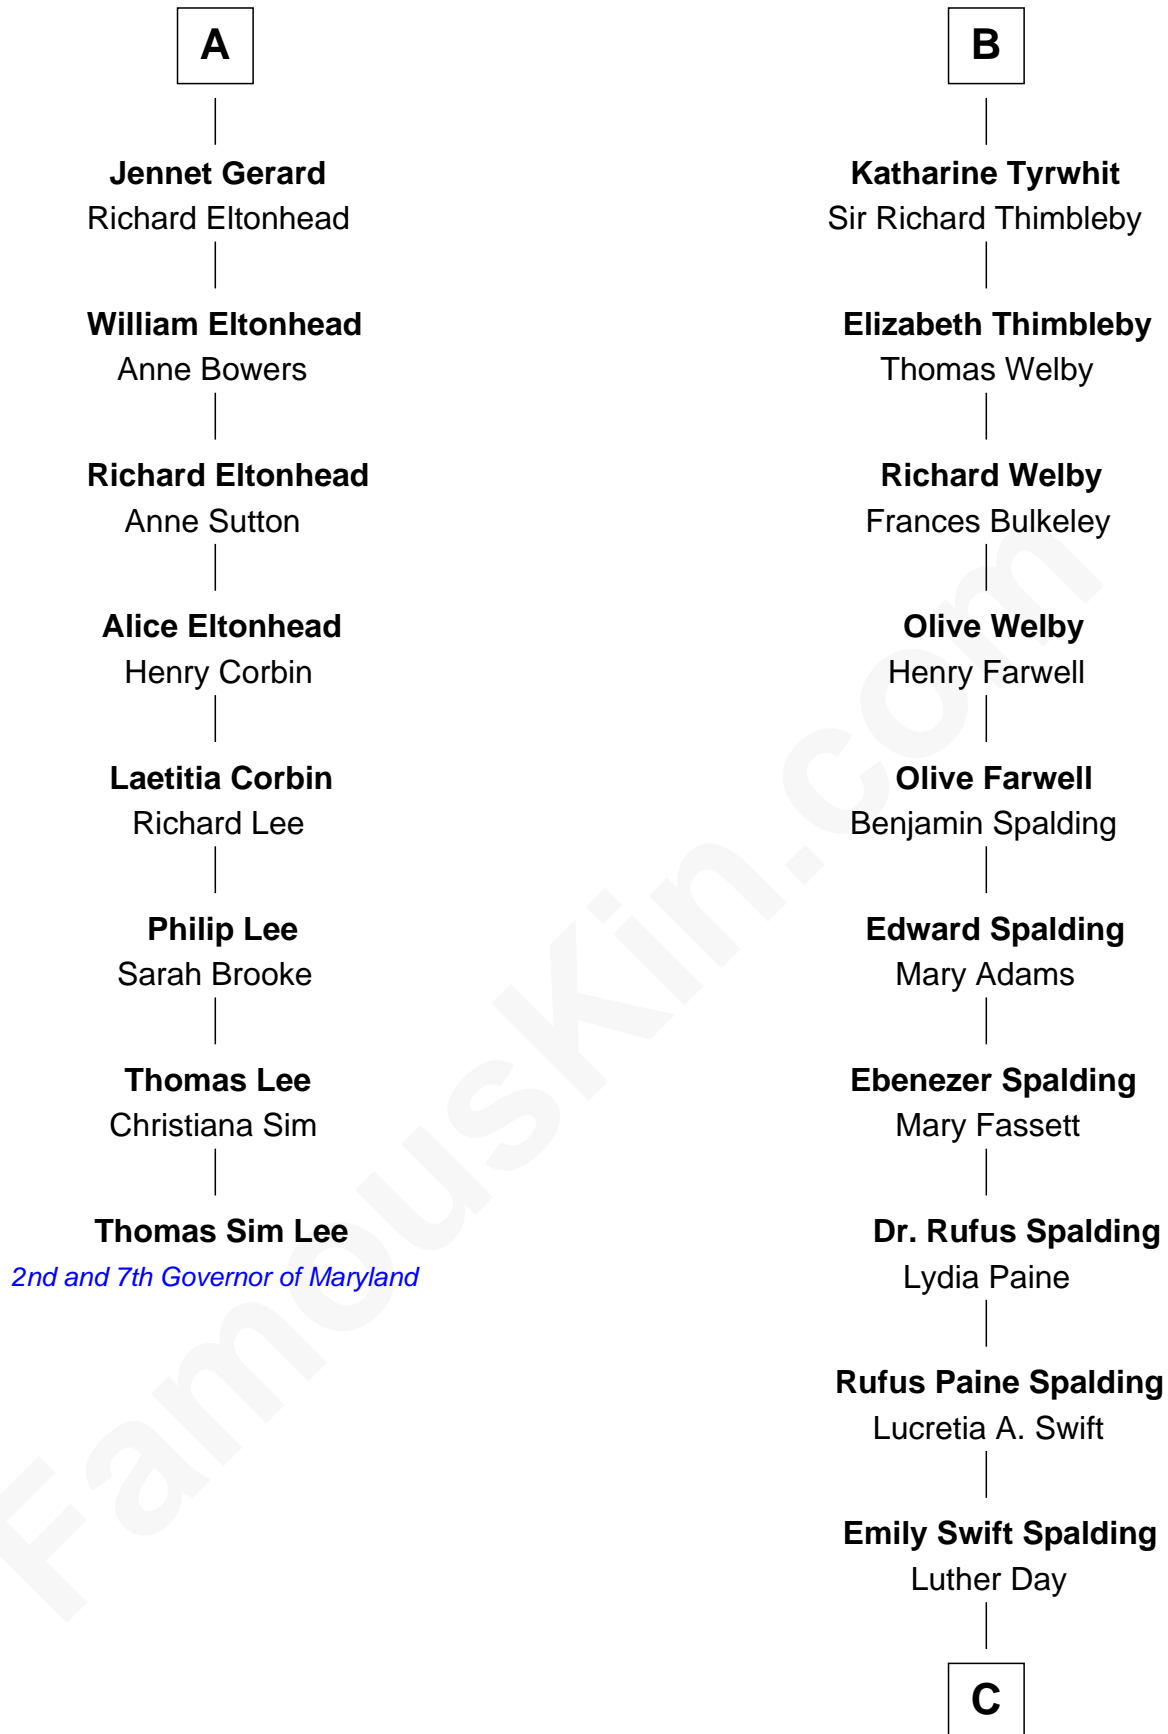 A
Jennet Gerard
Richard Eltonhead
William Eltonhead
Anne Bowers
Richard Eltonhead
Anne Sutton
Alice Eltonhead
Henry Corbin
Laetitia Corbin
Richard Lee
Philip Lee
Sarah Brooke
Thomas Lee
Christiana Sim
Thomas Sim Lee
2nd and 7th Governor of Maryland
B
Katharine Tyrwhit
Sir Richard Thimbleby
Elizabeth Thimbleby
Thomas Welby
Richard Welby
Frances Bulkeley
Olive Welby
Henry Farwell
Olive Farwell
Benjamin Spalding
Edward Spalding
Mary Adams
Ebenezer Spalding
Mary Fassett
Dr. Rufus Spalding
Lydia Paine
Rufus Paine Spalding
Lucretia A. Swift
Emily Swift Spalding
Luther Day
C
FamousKin.com